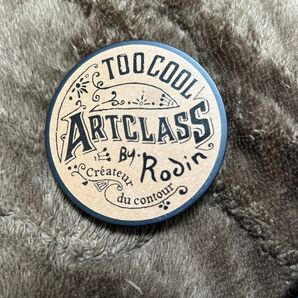 TOO COOL
ARTCLASS
By. Rodin
Créateur
du contour